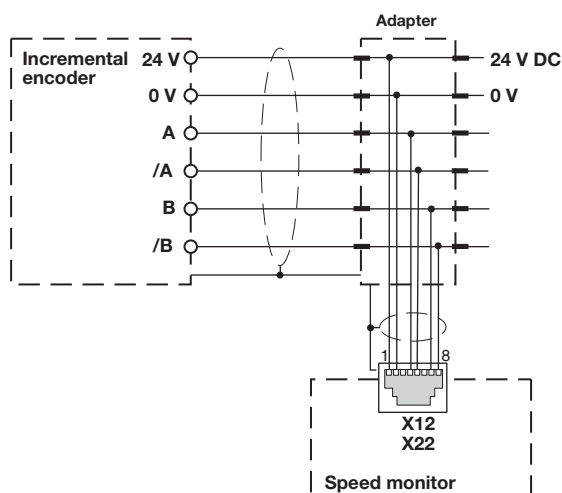 Adapter
Incremental encoder
24 V
24 V DC
0 V
0 V
A
/A
B
/B
1
8
X12
X22
Speed monitor